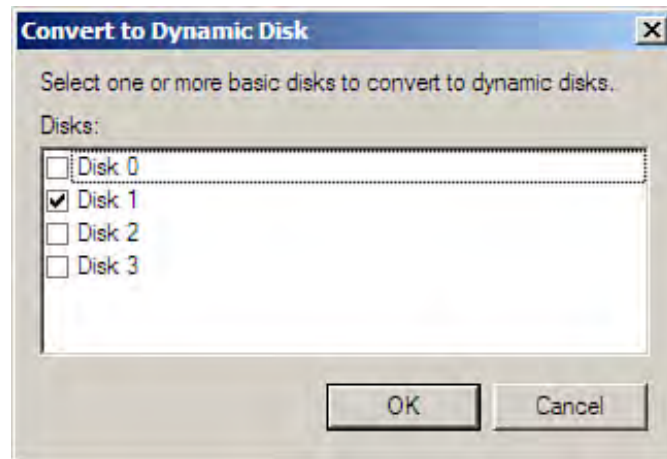 Convert to Dynamic Disk
Select one or more basic disks to convert to dynamic disks.
Disks:
Disk 0
Disk 1
Disk 2
Disk 3
OK Cancel